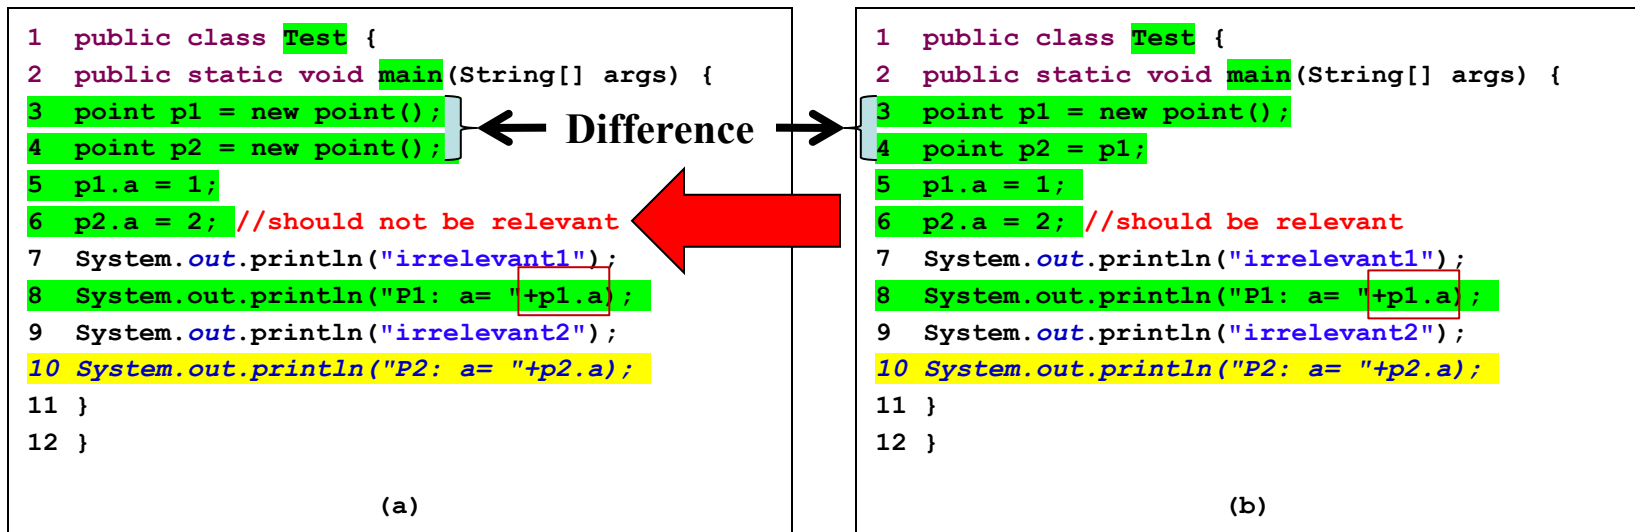 1 public class Test {
2 public static void main(String[] args) {
3 point p1 = new point();
4 point p2 = new point();
5 p1.a = 1;
6 p2.a = 2; //should not be relevant
7 System.out.println("irrelevant1");
8 System.out.println("P1: a= "+p1.a);
9 System.out.println("irrelevant2");
10 System.out.println("P2: a= "+p2.a);
11 }
12 }
(a)
Difference
1 public class Test {
2 public static void main(String[] args) {
3 point p1 = new point();
4 point p2 = p1;
5 p1.a = 1;
6 p2.a = 2; //should be relevant
7 System.out.println("irrelevant1");
8 System.out.println("P1: a= "+p1.a);
9 System.out.println("irrelevant2");
10 System.out.println("P2: a= "+p2.a);
11 }
12 }
(b)